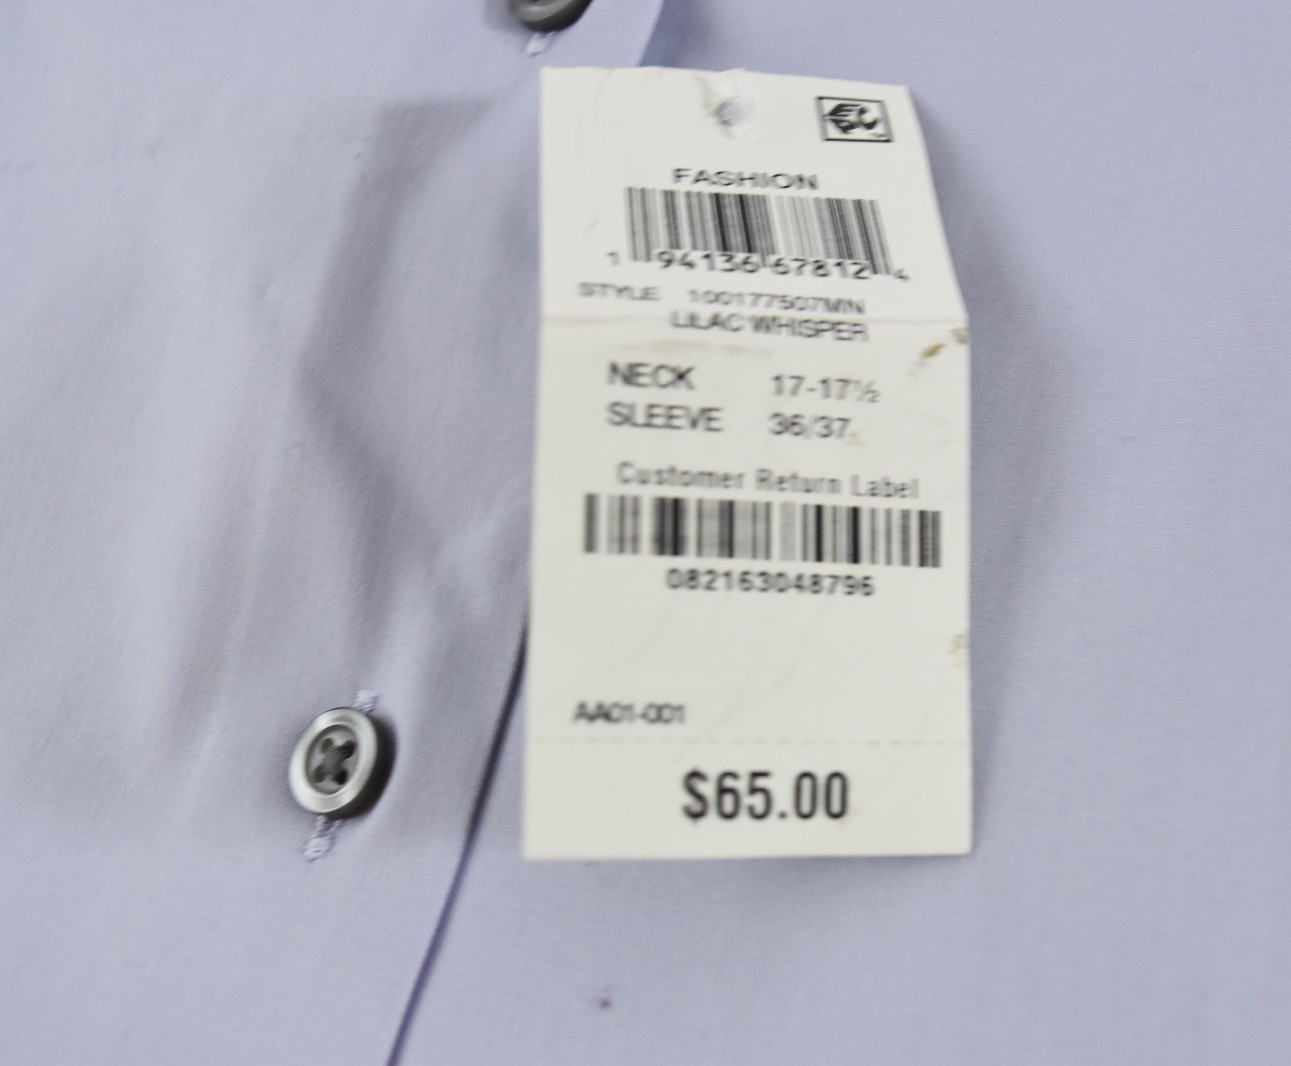 FASHION
1 94136 67812 4
STYLE 100177507MN
LILAC WHISPER
NECK 17-17½
SLEEVE 36/37
Customer Return Label
082163048796
AA01-001
$65.00